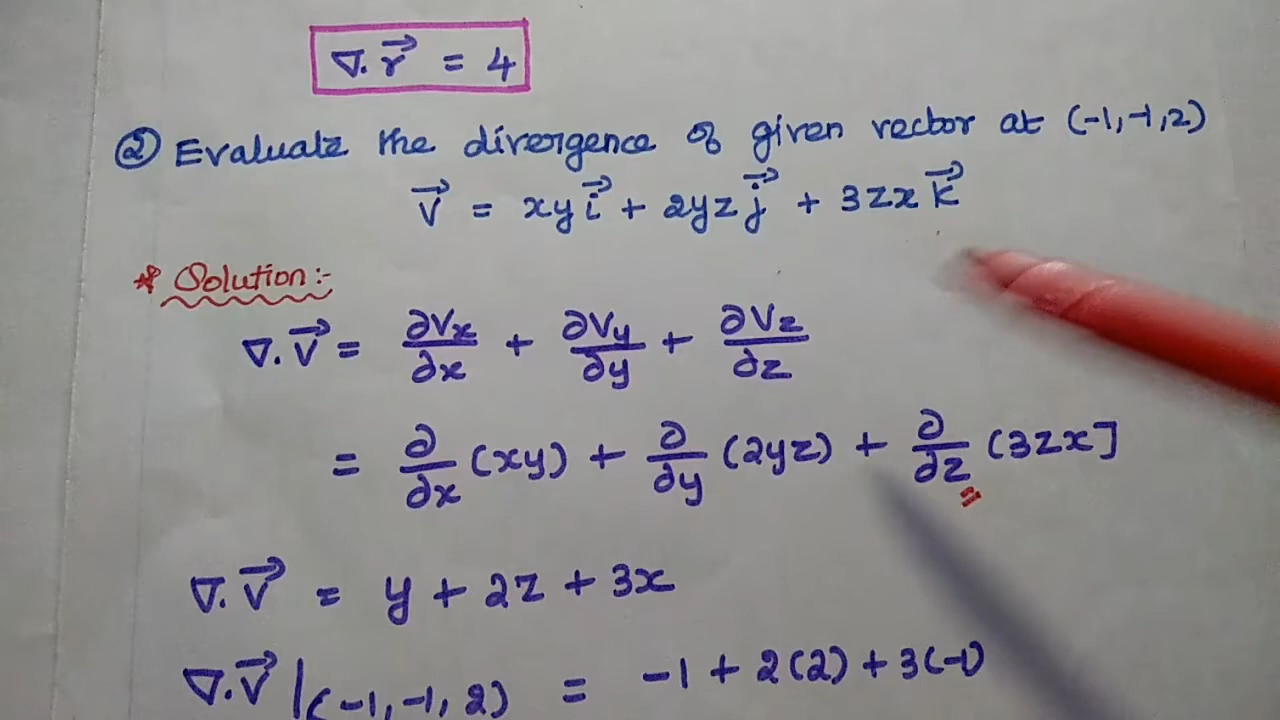 ∇.r⃗ = 4
② Evaluate the divergence of given vector at (-1,-1,2)
V⃗ = xy i⃗ + 2yz j⃗ + 3zx k⃗
* Solution:-
∇.V⃗ = ∂Vx/∂x + ∂Vy/∂y + ∂Vz/∂z
= ∂/∂x (xy) + ∂/∂y (2yz) + ∂/∂z (3zx]
∇.V⃗ = y + 2z + 3x
∇.V⃗ |(-1,-1,2) = -1 + 2(2) + 3(-1)